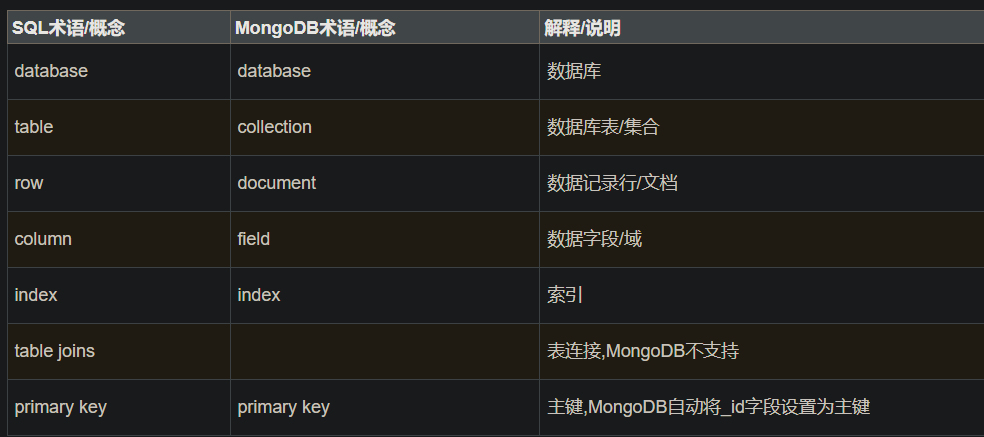 SQL术语/概念 MongoDB术语/概念 解释/说明
database database 数据库
table collection 数据库表/集合
row document 数据记录行/文档
column field 数据字段/域
index index 索引
table joins 表连接,MongoDB不支持
primary key primary key 主键,MongoDB自动将_id字段设置为主键